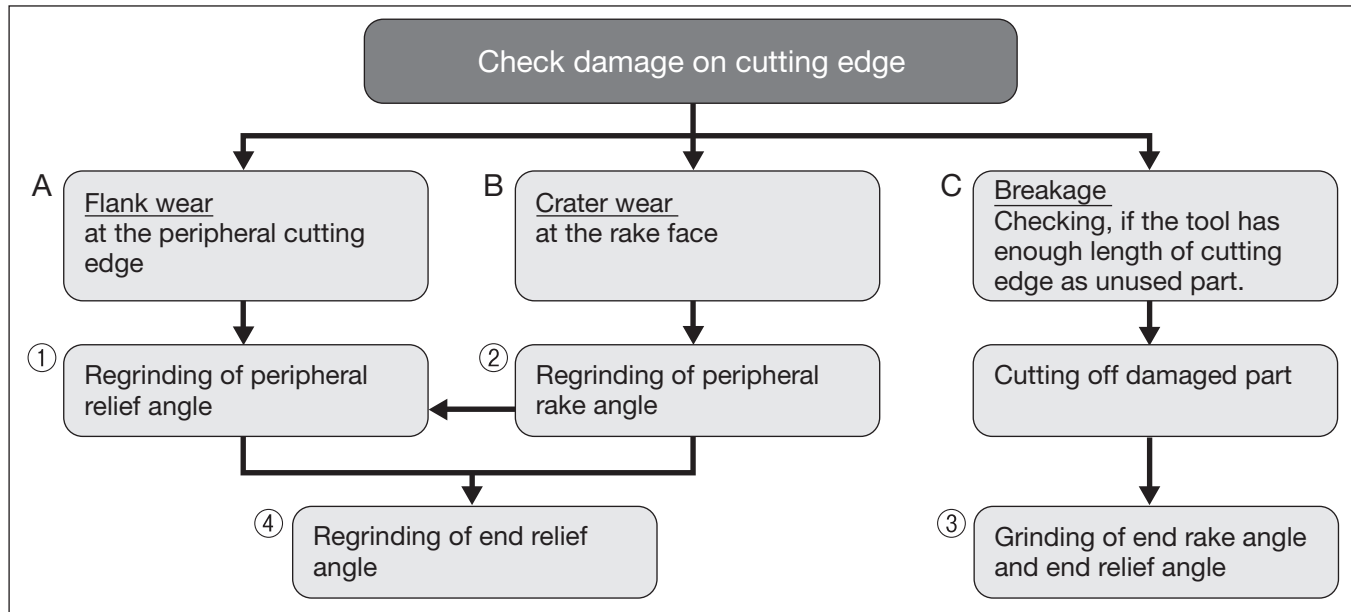 Check damage on cutting edge
A
Flank wear
at the peripheral cutting
edge
B
Crater wear
at the rake face
C
Breakage
Checking, if the tool has
enough length of cutting
edge as unused part.
①
Regrinding of peripheral
relief angle
②
Regrinding of peripheral
rake angle
Cutting off damaged part
④
Regrinding of end relief
angle
③
Grinding of end rake angle
and end relief angle